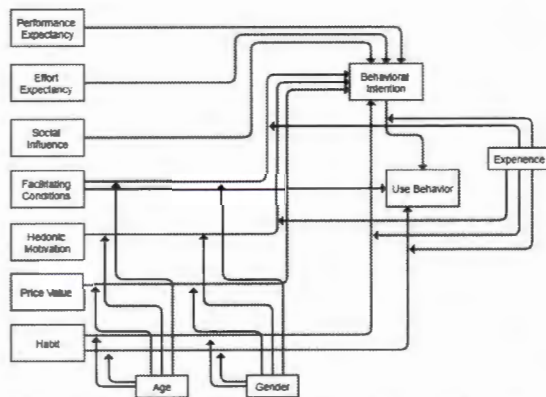 Performance
Expectancy
Effort
Expectancy
Behavioral
Intention
Social
Influence
Experience
Facilitating
Conditions
Use Behavior
Hedonic
Motivation
Price Value
Habit
Age
Gender